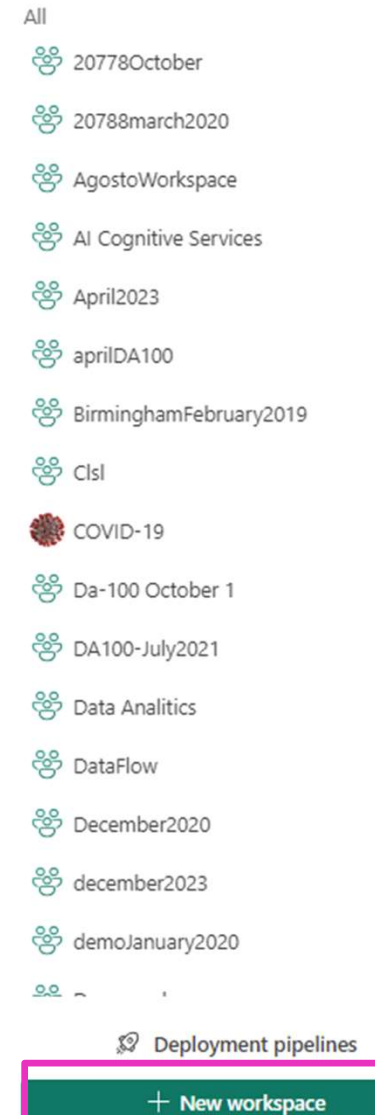 All
20778October
20788march2020
AgostoWorkspace
AI Cognitive Services
April2023
aprilDA100
BirminghamFebruary2019
Clsl
COVID-19
Da-100 October 1
DA100-July2021
Data Analitics
DataFlow
December2020
december2023
demoJanuary2020
Deployment pipelines
+ New workspace